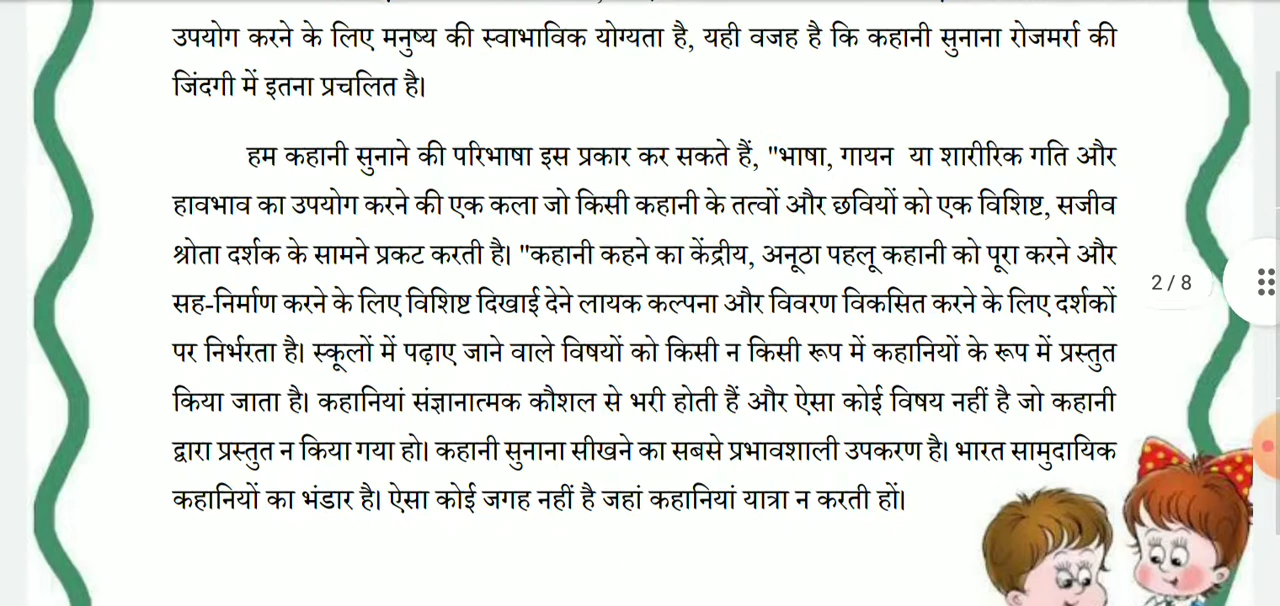 उपयोग करने के लिए मनुष्य की स्वाभाविक योग्यता है, यही वजह है कि कहानी सुनाना रोजमर्रा की
जिंदगी में इतना प्रचलित है।
हम कहानी सुनाने की परिभाषा इस प्रकार कर सकते हैं, "भाषा, गायन या शारीरिक गति और
हावभाव का उपयोग करने की एक कला जो किसी कहानी के तत्वों और छवियों को एक विशिष्ट, सजीव
श्रोता दर्शक के सामने प्रकट करती है। "कहानी कहने का केंद्रीय, अनूठा पहलू कहानी को पूरा करने और
सह-निर्माण करने के लिए विशिष्ट दिखाई देने लायक कल्पना और विवरण विकसित करने के लिए दर्शकों
पर निर्भरता है। स्कूलों में पढ़ाए जाने वाले विषयों को किसी न किसी रूप में कहानियों के रूप में प्रस्तुत
किया जाता है। कहानियां संज्ञानात्मक कौशल से भरी होती हैं और ऐसा कोई विषय नहीं है जो कहानी
द्वारा प्रस्तुत न किया गया हो। कहानी सुनाना सीखने का सबसे प्रभावशाली उपकरण है। भारत सामुदायिक
कहानियों का भंडार है। ऐसा कोई जगह नहीं है जहां कहानियां यात्रा न करती हों।
2 / 8